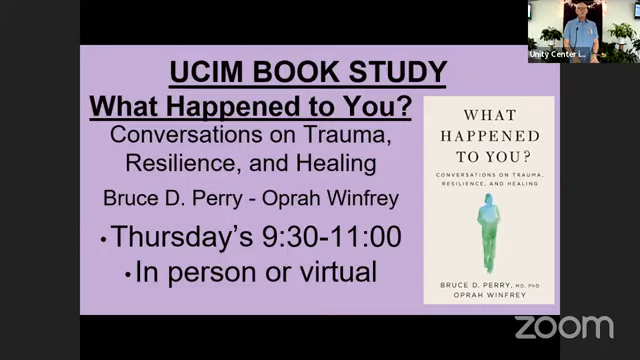 UCIM BOOK STUDY
What Happened to You?
Conversations on Trauma,
Resilience, and Healing
Bruce D. Perry - Oprah Winfrey
•Thursday's 9:30-11:00
•In person or virtual
WHAT
HAPPENED
TO YOU?
CONVERSATIONS ON TRAUMA,
RESILIENCE, AND HEALING
BRUCE D. PERRY, MD, PhD
OPRAH WINFREY
Unity Center i...
zoom